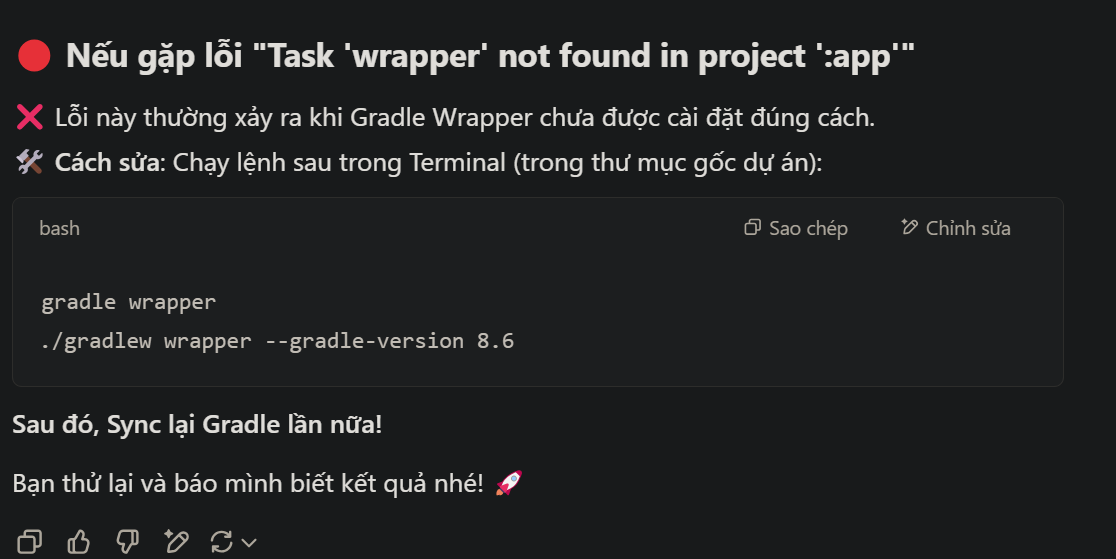 Nếu gặp lỗi "Task 'wrapper' not found in project ':app'"
Lỗi này thường xảy ra khi Gradle Wrapper chưa được cài đặt đúng cách.
Cách sửa: Chạy lệnh sau trong Terminal (trong thư mục gốc dự án):
bash
Sao chép
Chỉnh sửa
gradle wrapper
./gradlew wrapper --gradle-version 8.6
Sau đó, Sync lại Gradle lần nữa!
Bạn thử lại và báo mình biết kết quả nhé! 🚀